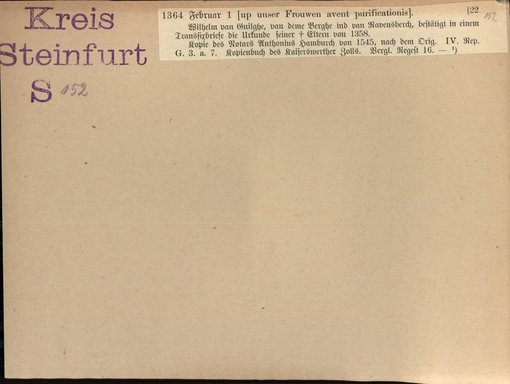 Kreis
Steinfurt
S 152
1364 Februar 1 [up unser Frouwen avent purificationis]. [22
152
Wilhelm van Guilghe, van deme Berghe ind van Ravensberch, bestätigt in einem
Transfixbriefe die Urkunde seiner † Eltern von 1358.
Kopie des Notars Anthonius Hamburch von 1545, nach dem Orig. IV. Rep.
G. 3. a. 7. Kopienbuch des Kaiserswerther Zolls. Vergl. Regest 16. — ¹)